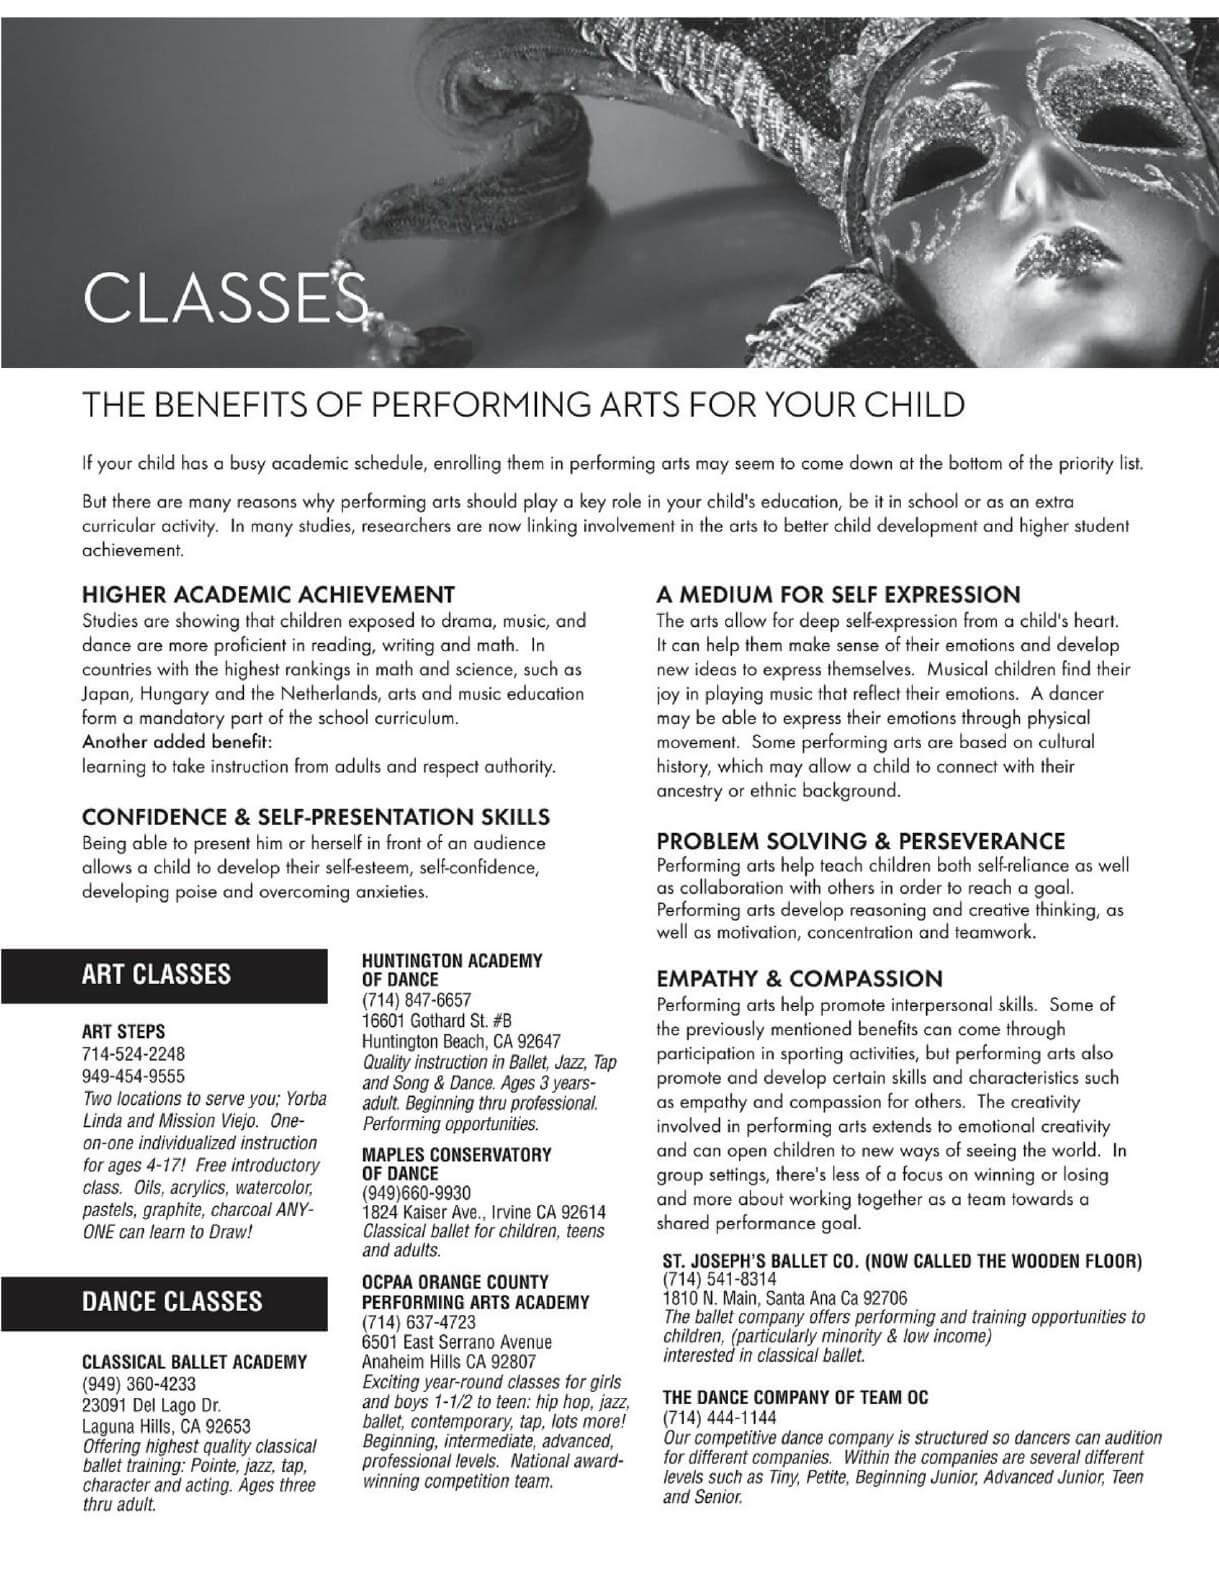 CLASSES
THE BENEFITS OF PERFORMING ARTS FOR YOUR CHILD
If your child has a busy academic schedule, enrolling them in performing arts may seem to come down at the bottom of the priority list.
But there are many reasons why performing arts should play a key role in your child's education, be it in school or as an extra
curricular activity. In many studies, researchers are now linking involvement in the arts to better child development and higher student
achievement.
HIGHER ACADEMIC ACHIEVEMENT
Studies are showing that children exposed to drama, music, and
dance are more proficient in reading, writing and math. In
countries with the highest rankings in math and science, such as
Japan, Hungary and the Netherlands, arts and music education
form a mandatory part of the school curriculum.
Another added benefit:
learning to take instruction from adults and respect authority.
CONFIDENCE & SELF-PRESENTATION SKILLS
Being able to present him or herself in front of an audience
allows a child to develop their self-esteem, self-confidence,
developing poise and overcoming anxieties.
A MEDIUM FOR SELF EXPRESSION
The arts allow for deep self-expression from a child's heart.
It can help them make sense of their emotions and develop
new ideas to express themselves. Musical children find their
joy in playing music that reflect their emotions. A dancer
may be able to express their emotions through physical
movement. Some performing arts are based on cultural
history, which may allow a child to connect with their
ancestry or ethnic background.
PROBLEM SOLVING & PERSEVERANCE
Performing arts help teach children both self-reliance as well
as collaboration with others in order to reach a goal.
Performing arts develop reasoning and creative thinking, as
well as motivation, concentration and teamwork.
EMPATHY & COMPASSION
Performing arts help promote interpersonal skills. Some of
the previously mentioned benefits can come through
participation in sporting activities, but performing arts also
promote and develop certain skills and characteristics such
as empathy and compassion for others. The creativity
involved in performing arts extends to emotional creativity
and can open children to new ways of seeing the world. In
group settings, there's less of a focus on winning or losing
and more about working together as a team towards a
shared performance goal.
ART CLASSES
ART STEPS
714-524-2248
949-454-9555
Two locations to serve you; Yorba
Linda and Mission Viejo. One-
on-one individualized instruction
for ages 4-17! Free introductory
class. Oils, acrylics, watercolor,
pastels, graphite, charcoal ANY-
ONE can learn to Draw!
DANCE CLASSES
CLASSICAL BALLET ACADEMY
(949) 360-4233
23091 Del Lago Dr.
Laguna Hills, CA 92653
Offering highest quality classical
ballet training: Pointe, jazz, tap,
character and acting. Ages three
thru adult.
HUNTINGTON ACADEMY
OF DANCE
(714) 847-6657
16601 Gothard St. #B
Huntington Beach, CA 92647
Quality instruction in Ballet, Jazz, Tap
and Song & Dance. Ages 3 years-
adult. Beginning thru professional.
Performing opportunities.
MAPLES CONSERVATORY
OF DANCE
(949)660-9930
1824 Kaiser Ave., Irvine CA 92614
Classical ballet for children, teens
and adults.
OCPAA ORANGE COUNTY
PERFORMING ARTS ACADEMY
(714) 637-4723
6501 East Serrano Avenue
Anaheim Hills CA 92807
Exciting year-round classes for girls
and boys 1-1/2 to teen: hip hop, jazz,
ballet, contemporary, tap, lots more!
Beginning, intermediate, advanced,
professional levels. National award-
winning competition team.
ST. JOSEPH'S BALLET CO. (NOW CALLED THE WOODEN FLOOR)
(714) 541-8314
1810 N. Main, Santa Ana Ca 92706
The ballet company offers performing and training opportunities to
children, (particularly minority & low income)
interested in classical ballet.
THE DANCE COMPANY OF TEAM OC
(714) 444-1144
Our competitive dance company is structured so dancers can audition
for different companies. Within the companies are several different
levels such as Tiny, Petite, Beginning Junior, Advanced Junior, Teen
and Senior.